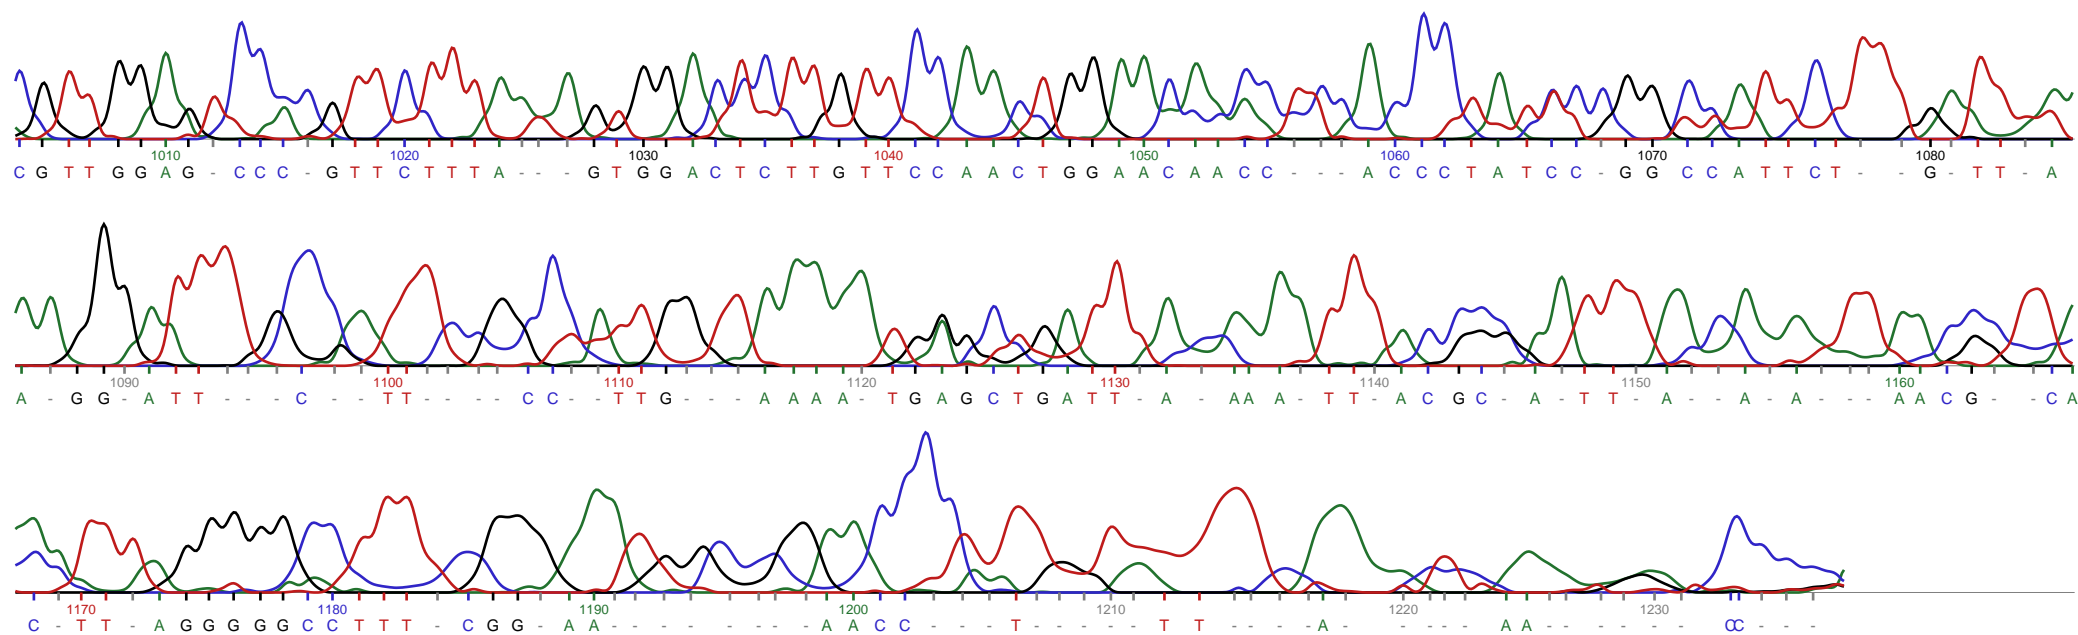 1010 1020 1030 1040 1050 1060 1070 1080
C G T T G G A G - C C C - G T T C T T T A - - - G T G G A C T C T T G T T C C A A C T G G A A C A A C C - - - A C C C T A T C C - G G C C A T T C T - - G - T T - A
1090 1100 1110 1120 1130 1140 1150 1160
A - G G - A T T - - - C - - T T - - - - C C - - T T G - - - A A A A - T G A G C T G A T T - A - A A A - T T - A C G C - A - T T - A - - A - A - - - A A C G - - C A
1170 1180 1190 1200 1210 1220 1230
C - T T - A G G G G G C C T T T - C G G - A A - - - - - - - - A A C C - - - T - - - - - T T - - - - A - - - - - A A - - - - - - C C - - -